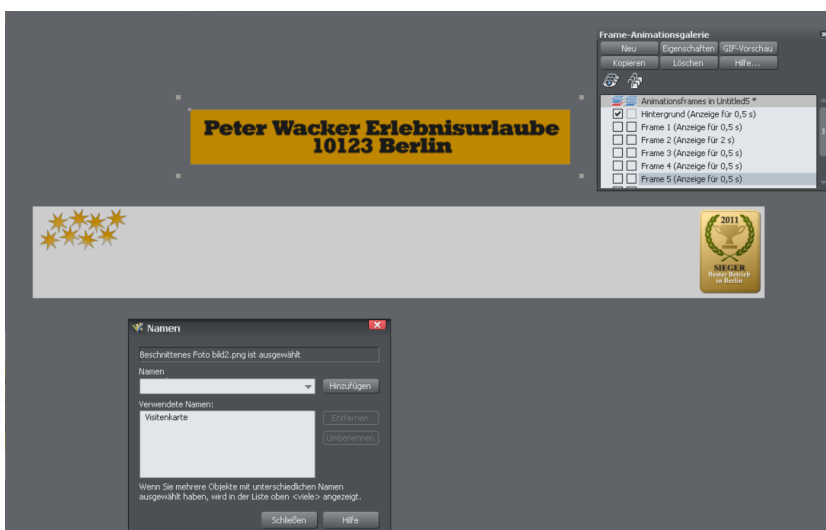 Frame-Animationsgalerie
Neu
Eigenschaften
GIF-Vorschau
Kopieren
Löschen
Hilfe...
Animationsframes in Untitled5 *
Hintergrund (Anzeige für 0,5 s)
Frame 1 (Anzeige für 0,5 s)
Frame 2 (Anzeige für 2 s)
Frame 3 (Anzeige für 0,5 s)
Frame 4 (Anzeige für 0,5 s)
Frame 5 (Anzeige für 0,5 s)
Peter Wacker Erlebnisurlaube
10123 Berlin
2011
SIEGER
Bester Betrieb
in Berlin
Namen
Beschnittenes Foto bild2.png ist ausgewählt
Namen
Hinzufügen
Verwendete Namen:
Visitenkarte
Entfernen
Umbenennen
Wenn Sie mehrere Objekte mit unterschiedlichen Namen
ausgewählt haben, wird in der Liste oben <viele> angezeigt.
Schließen
Hilfe